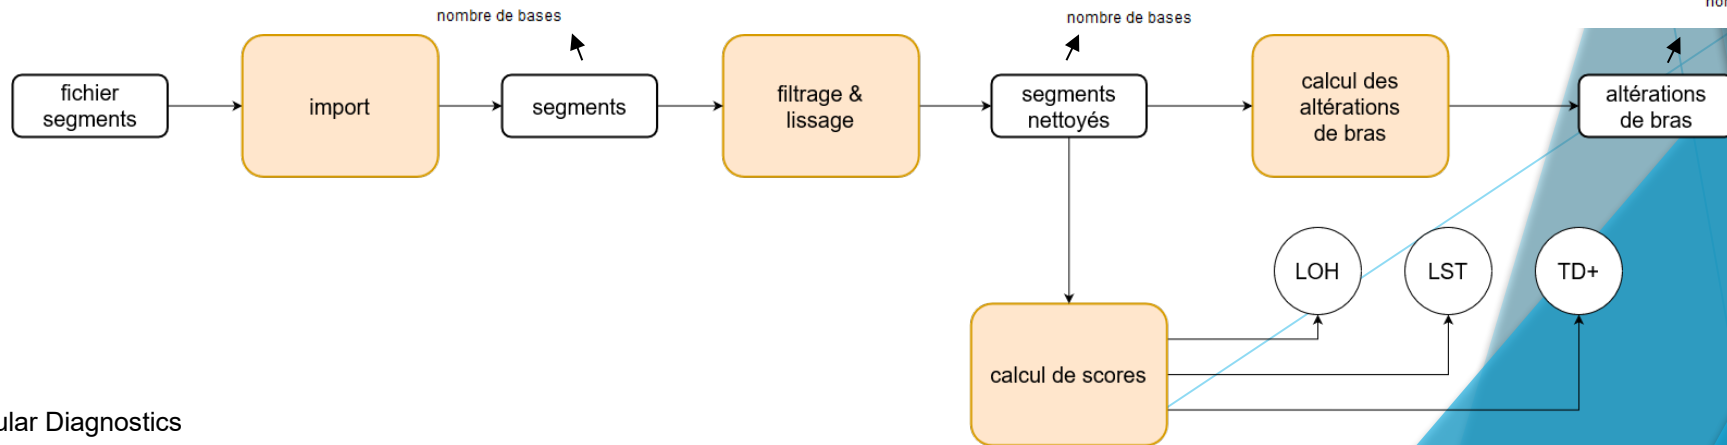 nombre de bases
nombre de bases
fichier
segments
import
segments
filtrage &
lissage
segments
nettoyés
calcul des
altérations
de bras
altérations
de bras
LOH
LST
TD+
calcul de scores
ular Diagnostics